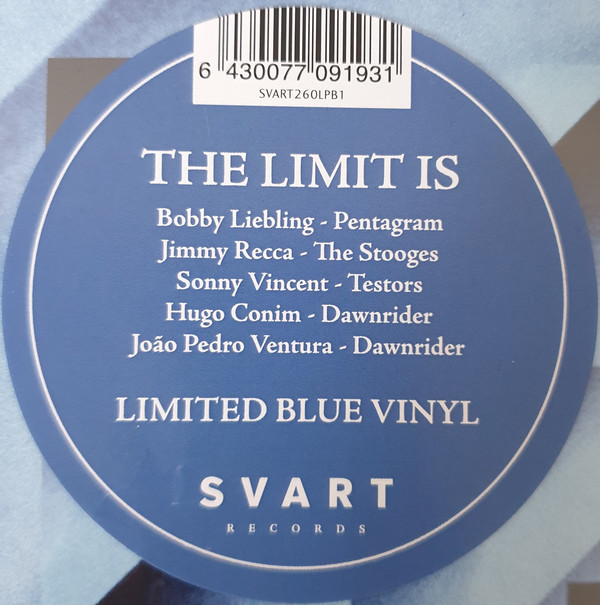 6 430077 091931
SVART260LPB1
THE LIMIT IS
Bobby Liebling - Pentagram
Jimmy Recca - The Stooges
Sonny Vincent - Testors
Hugo Conim - Dawnrider
João Pedro Ventura - Dawnrider
LIMITED BLUE VINYL
SVART
RECORDS